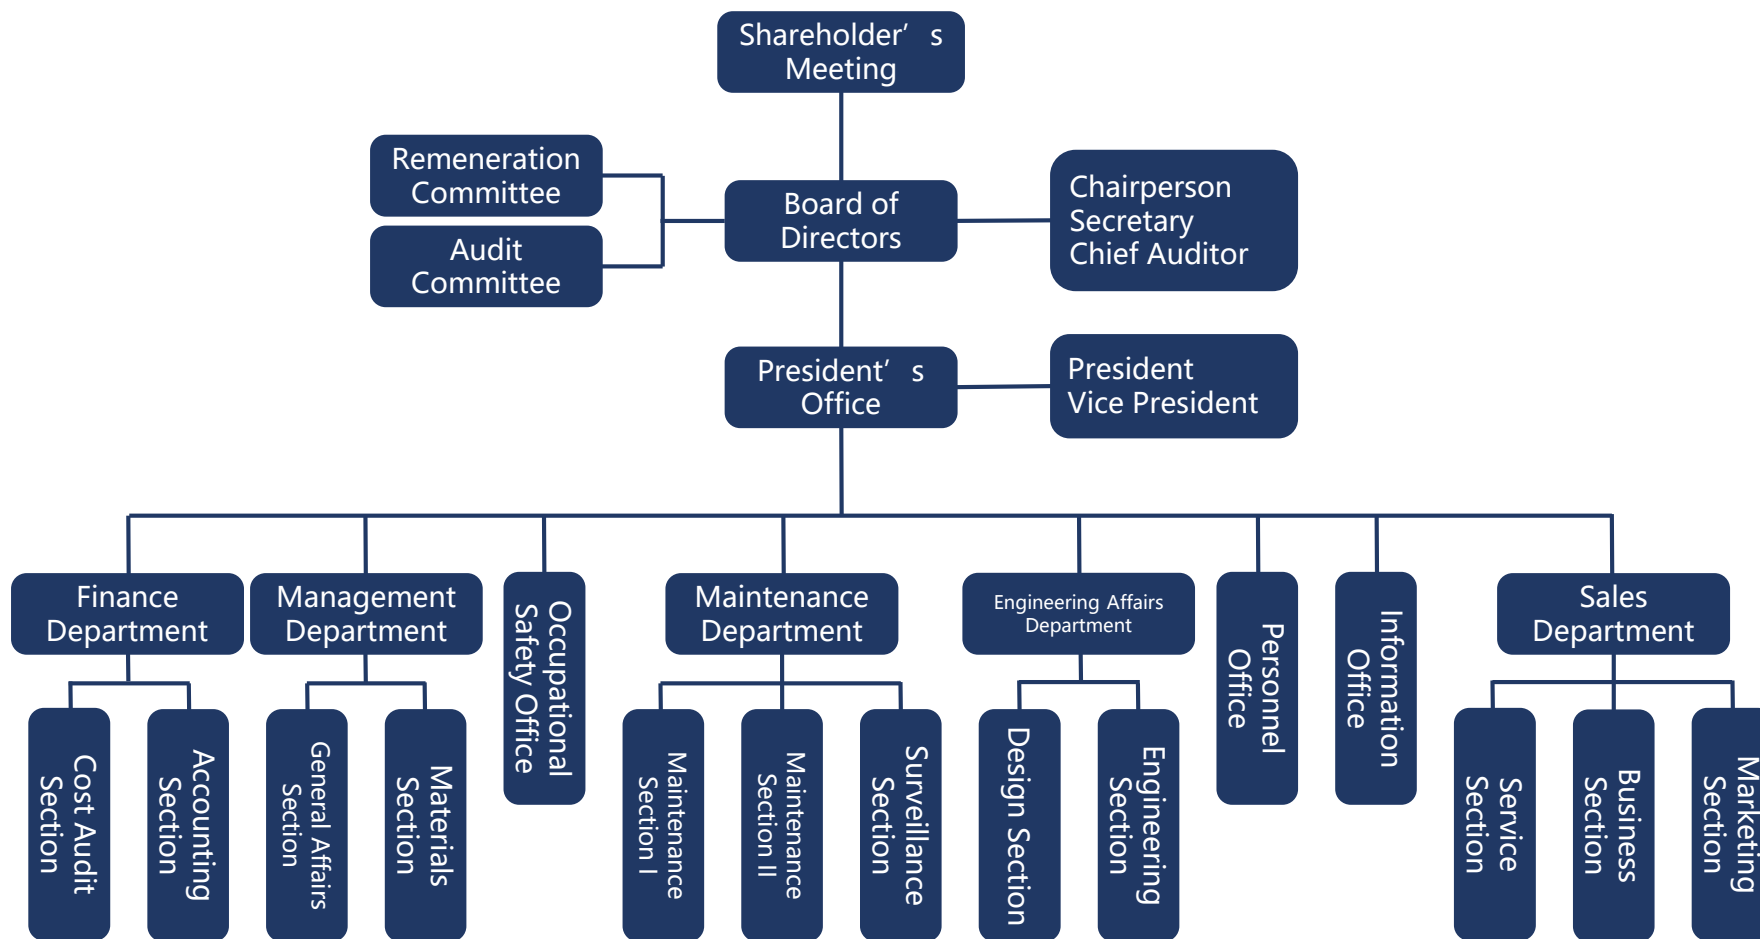 Shareholder’s
Meeting
Remeneration
Committee
Audit
Committee
Board of
Directors
Chairperson
Secretary
Chief Auditor
President’s
Office
President
Vice President
Finance
Department
Management
Department
Occupational
Safety Office
Maintenance
Department
Engineering Affairs
Department
Personnel
Office
Information
Office
Sales
Department
Cost Audit
Section
Accounting
Section
General Affairs
Section
Materials
Section
Maintenance
Section I
Maintenance
Section II
Surveillance
Section
Design Section
Engineering
Section
Service
Section
Business
Section
Marketing
Section